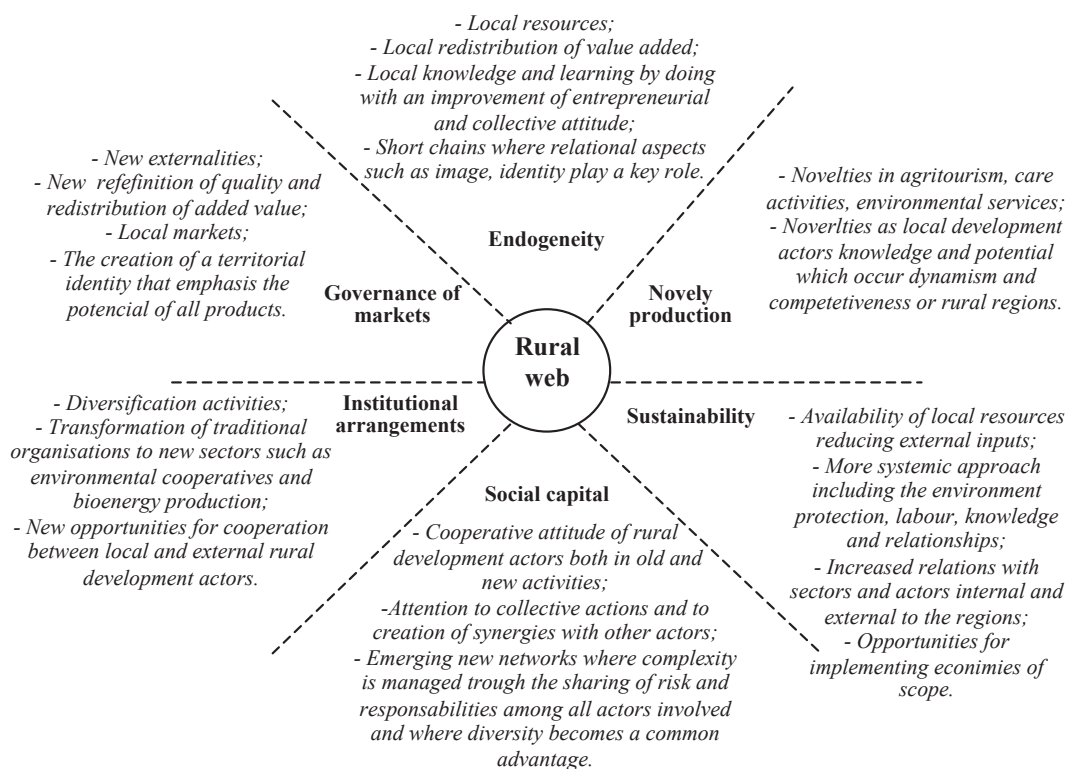 - Local resources;
- Local redistribution of value added;
- Local knowledge and learning by doing
with an improvement of entrepreneurial
and collective attitude;
- Short chains where relational aspects
such as image, identity play a key role.
Endogeneity
- New externalities;
- New  refefinition of quality and
redistribution of added value;
- Local markets;
- The creation of a territorial
identity that emphasis the
potencial of all products.
Governance of
markets
- Novelties in agritourism, care
activities, environmental services;
- Noverlties as local development
actors knowledge and potential
which occur dynamism and
competetiveness or rural regions.
Novely
production
Rural
web
Institutional
arrangements
- Diversification activities;
- Transformation of traditional
organisations to new sectors such as
environmental cooperatives and
bioenergy production;
- New opportunities for cooperation
between local and external rural
development actors.
Sustainability
- Availability of local resources
reducing external inputs;
- More systemic approach
including the environment
protection, labour, knowledge
and relationships;
- Increased relations with
sectors and actors internal and
external to the regions;
- Opportunities for
implementing econimies of
scope.
Social capital
- Cooperative attitude of rural
development actors both in old and
new activities;
-Attention to collective actions and to
creation of synergies with other actors;
- Emerging new networks where complexity
is managed trough the sharing of risk and
responsabilities among all actors involved
and where diversity becomes a common
advantage.